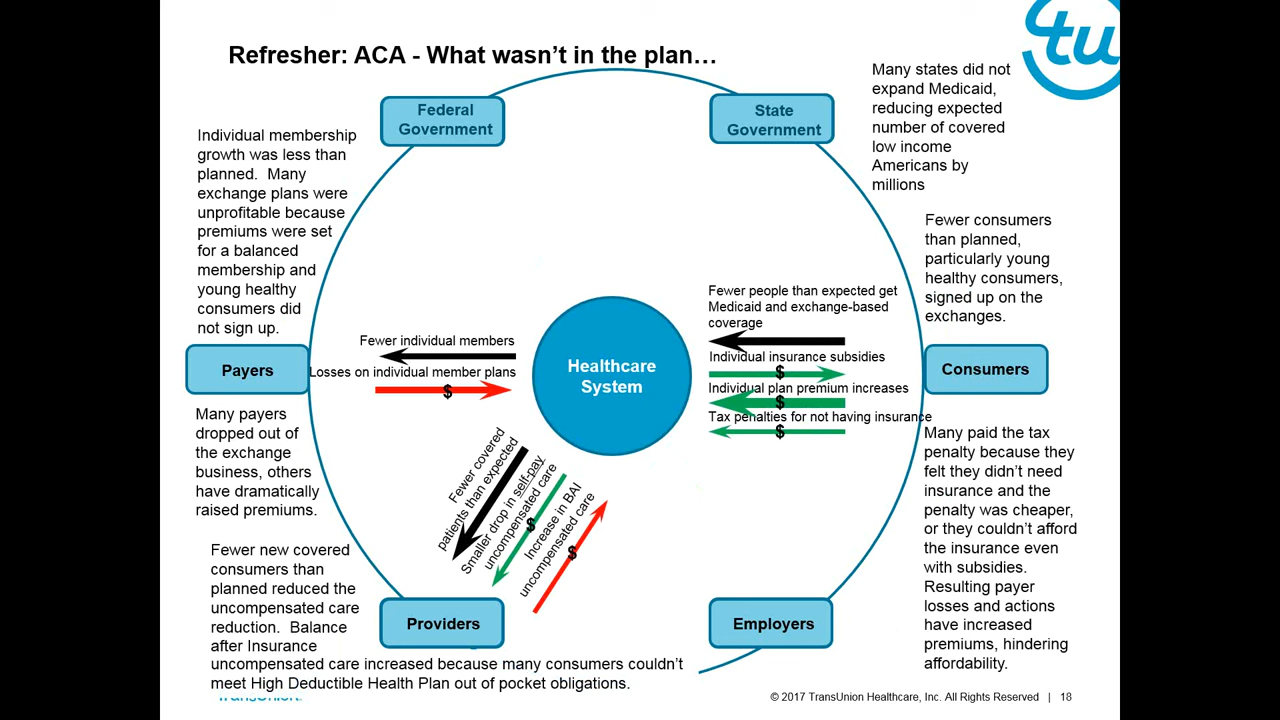 Refresher: ACA - What wasn't in the plan…
tu
Federal
Government
State
Government
Many states did not
expand Medicaid,
reducing expected
number of covered
low income
Americans by
millions
Individual membership
growth was less than
planned. Many
exchange plans were
unprofitable because
premiums were set
for a balanced
membership and
young healthy
consumers did
not sign up.
Fewer consumers
than planned,
particularly young
healthy consumers,
signed up on the
exchanges.
Payers
Fewer individual members
Losses on individual member plans
$
Healthcare
System
Fewer people than expected get
Medicaid and exchange-based
coverage
Individual insurance subsidies
$
Individual plan premium increases
$
Tax penalties for not having insurance
$
Consumers
Many payers
dropped out of
the exchange
business, others
have dramatically
raised premiums.
Fewer covered
patients than expected
Smaller drop in self-pay
uncompensated care
$
Increase in BAI
uncompensated care
$
Many paid the tax
penalty because they
felt they didn't need
insurance and the
penalty was cheaper,
or they couldn't afford
the insurance even
with subsidies.
Resulting payer
losses and actions
have increased
premiums, hindering
affordability.
Providers
Employers
Fewer new covered
consumers than
planned reduced the
uncompensated care
reduction. Balance
after Insurance
uncompensated care increased because many consumers couldn't
meet High Deductible Health Plan out of pocket obligations.
TransUnion
© 2017 TransUnion Healthcare, Inc. All Rights Reserved | 18